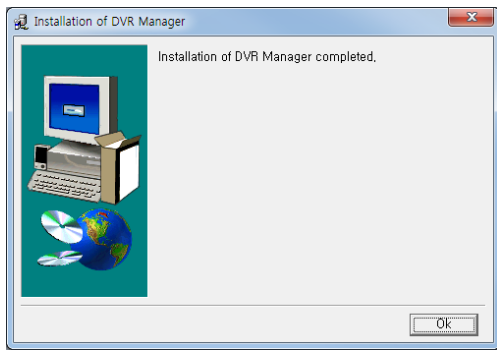 Installation of DVR Manager
Installation of DVR Manager completed,
Ok